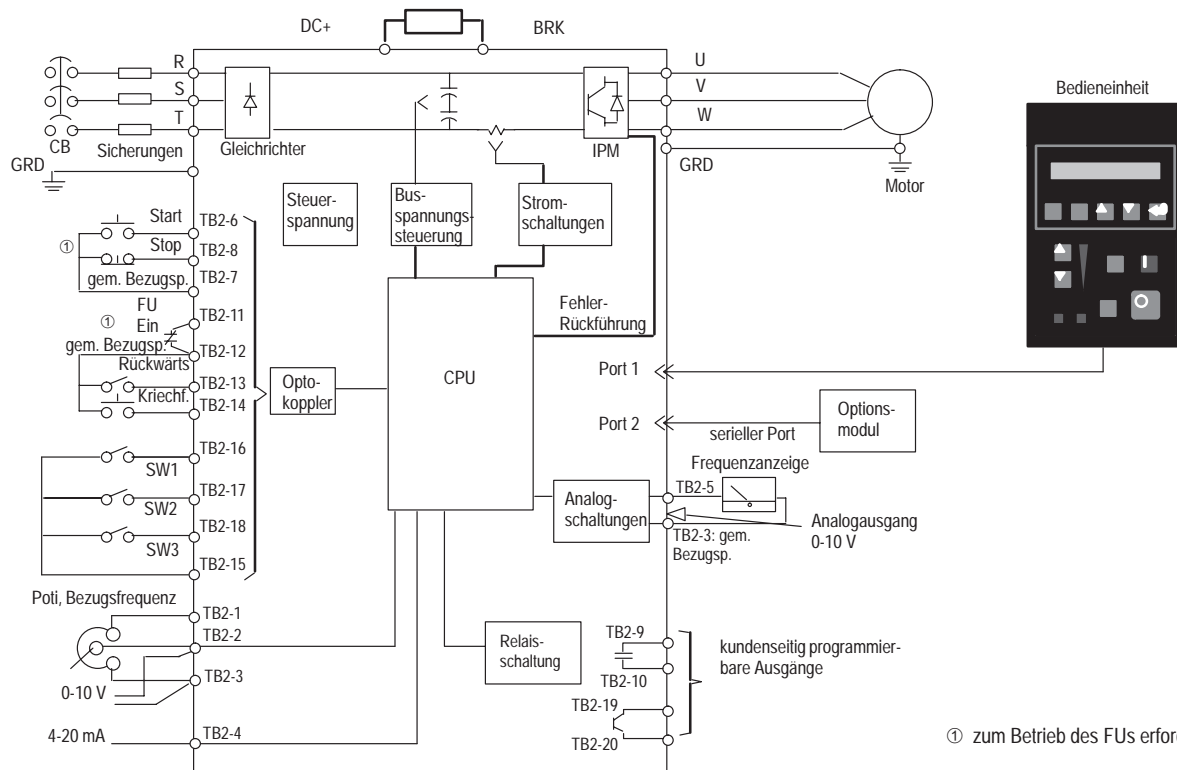 DC+
BRK
R
S
T
CB
Sicherungen
Gleichrichter
GRD
IPM
U
V
W
GRD
Motor
Bedieneinheit
Steuer-
spannung
Bus-
spannungs-
steuerung
Strom-
schaltungen
Start
TB2-6
①
Stop
TB2-8
gem. Bezugsp.
TB2-7
FU
Ein
TB2-11
①
gem. Bezugsp.
TB2-12
Rückwärts
TB2-13
Kriechf.
TB2-14
Opto-
koppler
CPU
Fehler-
Rückführung
Port 1
Port 2
serieller Port
Options-
modul
TB2-16
SW1
TB2-17
SW2
TB2-18
SW3
TB2-15
Frequenzanzeige
Analog-
schaltungen
TB2-5
TB2-3: gem.
Bezugsp.
Analogausgang
0-10 V
Poti, Bezugsfrequenz
TB2-1
TB2-2
TB2-3
0-10 V
4-20 mA
TB2-4
Relais-
schaltung
TB2-9
TB2-10
TB2-19
TB2-20
kundenseitig programmier-
bare Ausgänge
① zum Betrieb des FUs